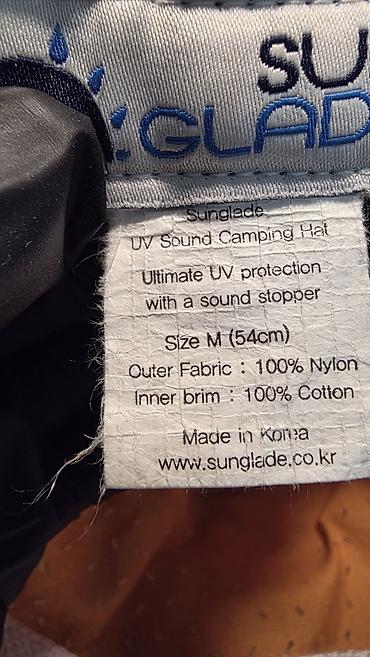 SU
GLAD
Sunglade
UV Sound Camping Hat
Ultimate UV protection
with a sound stopper
Size M (54cm)
Outer Fabric : 100% Nylon
Inner brim : 100% Cotton
Made in Korea
www.sunglade.co.kr